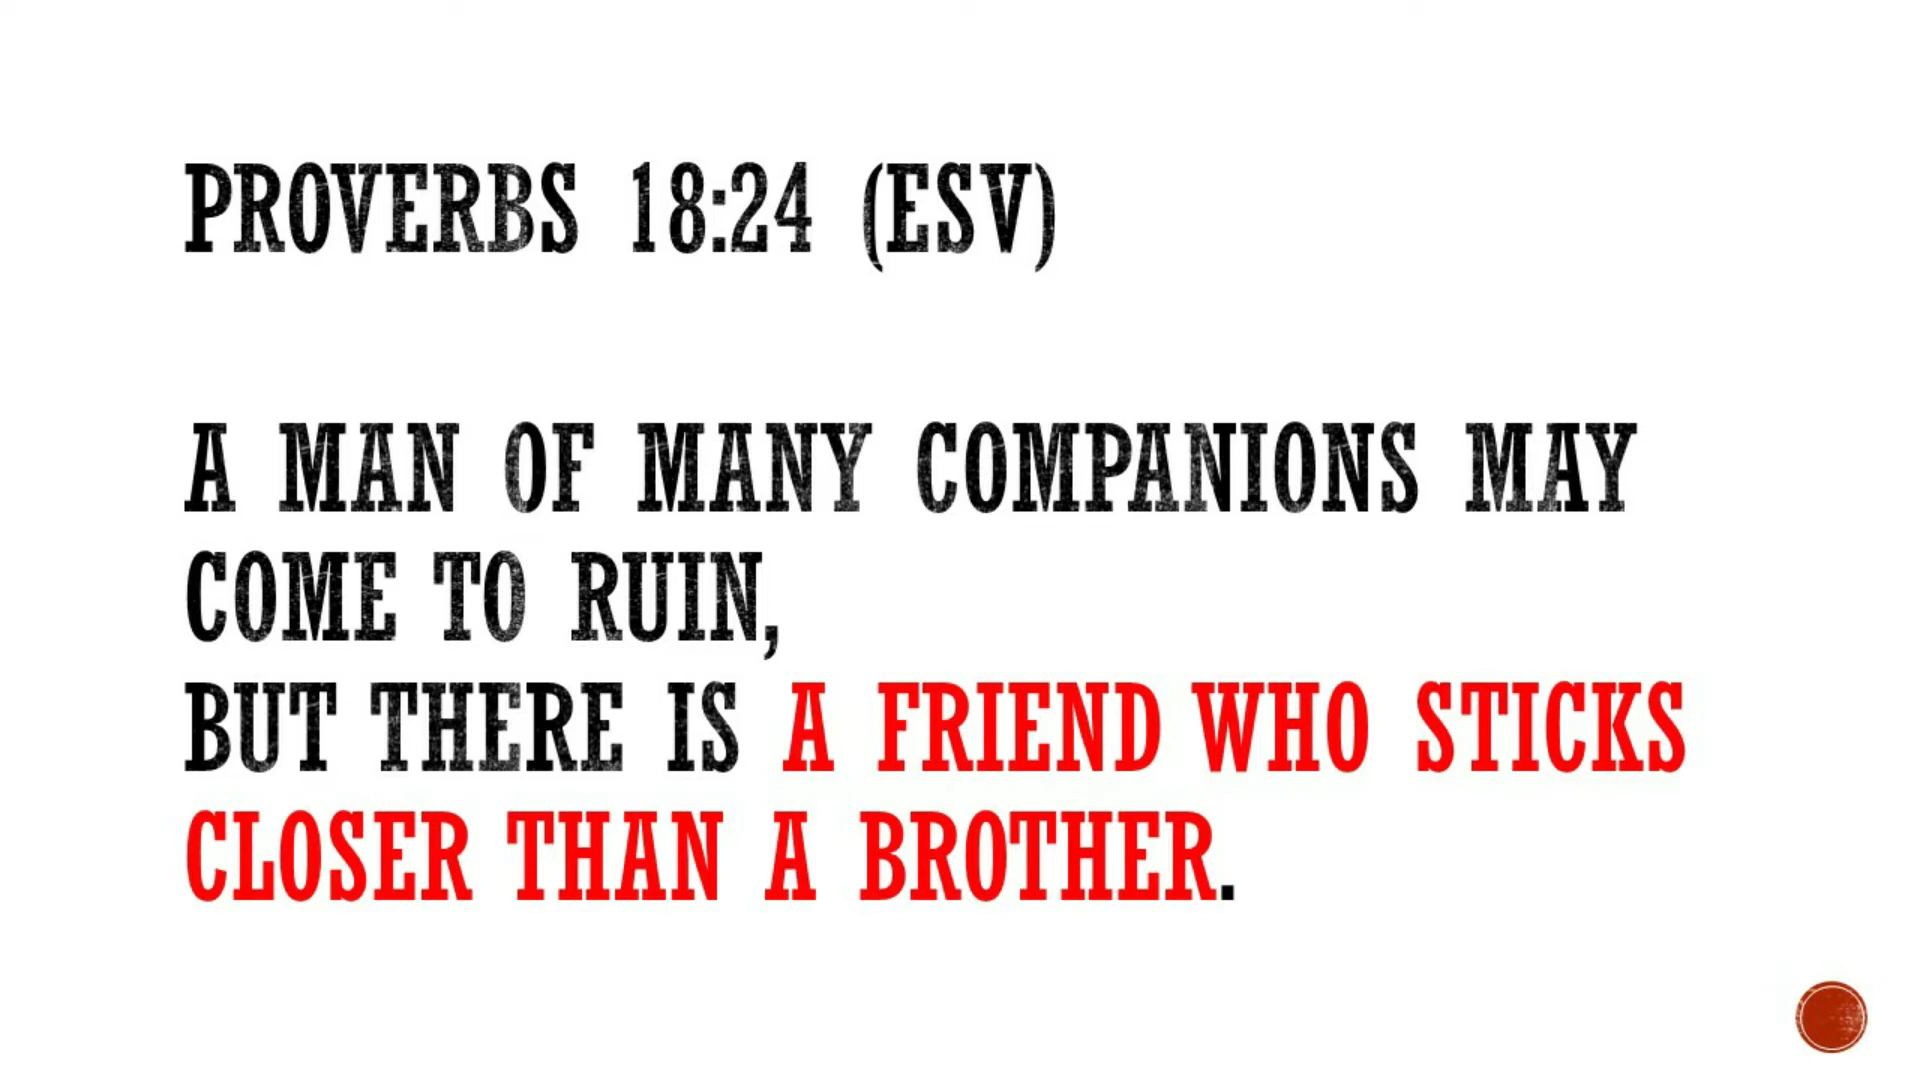 PROVERBS 18:24 (ESV)
A MAN OF MANY COMPANIONS MAY
COME TO RUIN,
BUT THERE IS A FRIEND WHO STICKS
CLOSER THAN A BROTHER.